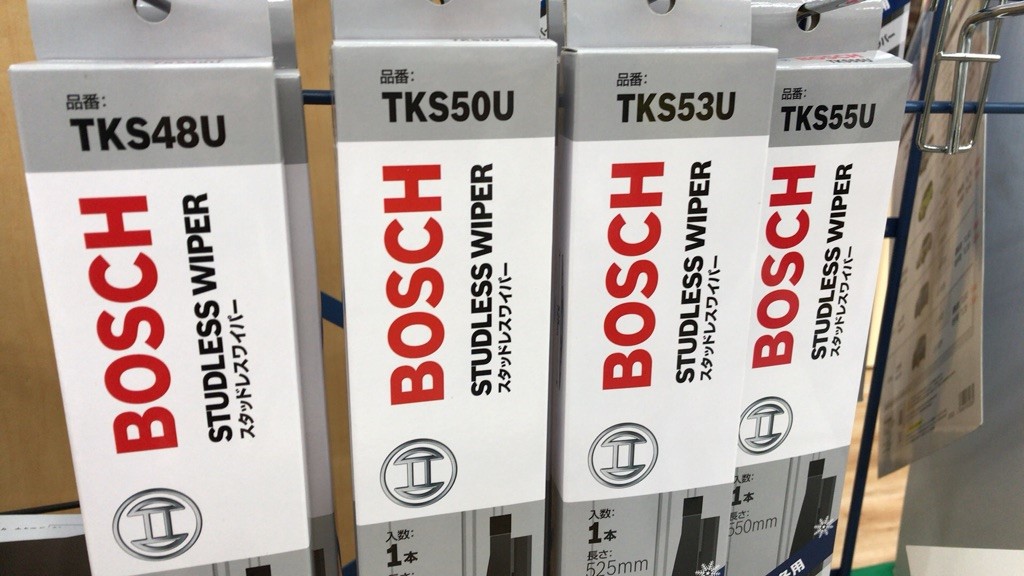 品番:
TKS48U
BOSCH
STUDLESS WIPER
スタッドレスワイパー
品番:
TKS50U
BOSCH
STUDLESS WIPER
スタッドレスワイパー
入数:
1本
品番:
TKS53U
BOSCH
STUDLESS WIPER
スタッドレスワイパー
入数:
1本
長さ:
525mm
品番:
TKS55U
BOSCH
STUDLESS WIPER
スタッドレスワイパー
入数:
1本
長さ:
550mm
冬用